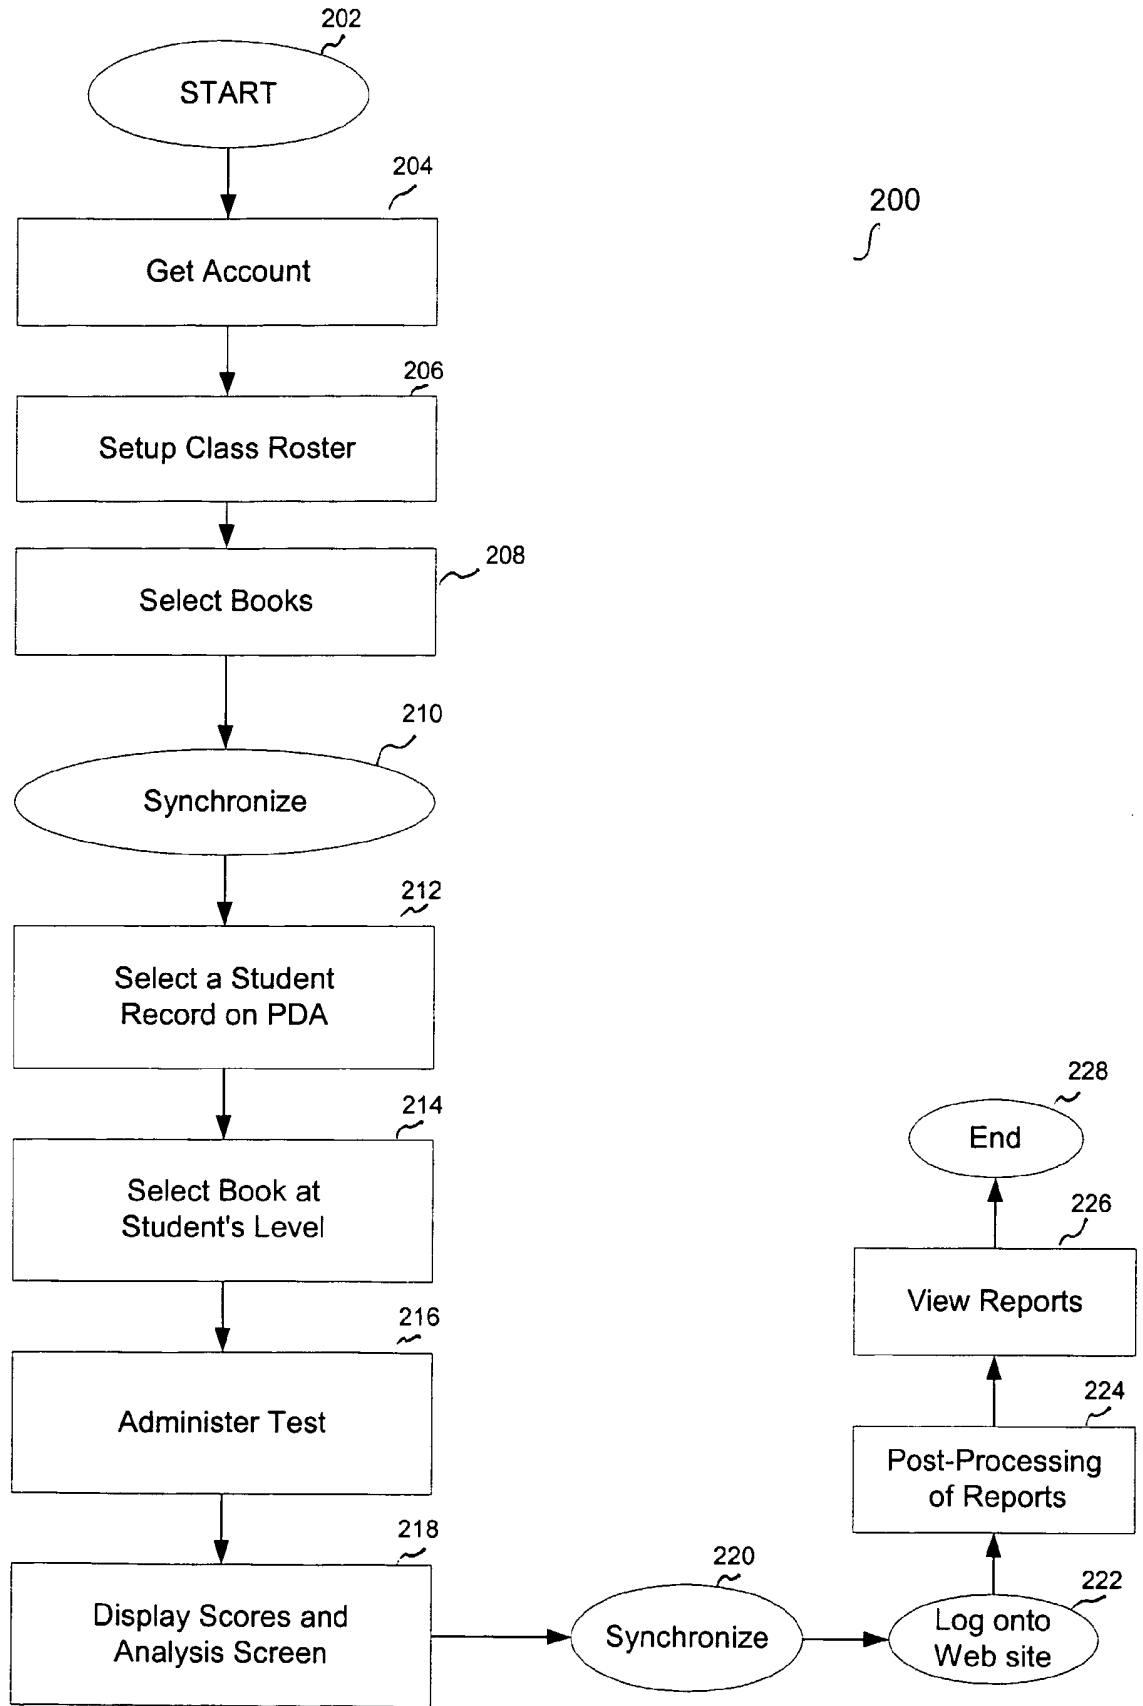 202
START
204
200
Get Account
206
Setup Class Roster
208
Select Books
210
Synchronize
212
Select a Student
Record on PDA
214
Select Book at
Student's Level
216
Administer Test
218
Display Scores and
Analysis Screen
220
Synchronize
222
Log onto
Web site
224
Post-Processing
of Reports
226
View Reports
228
End